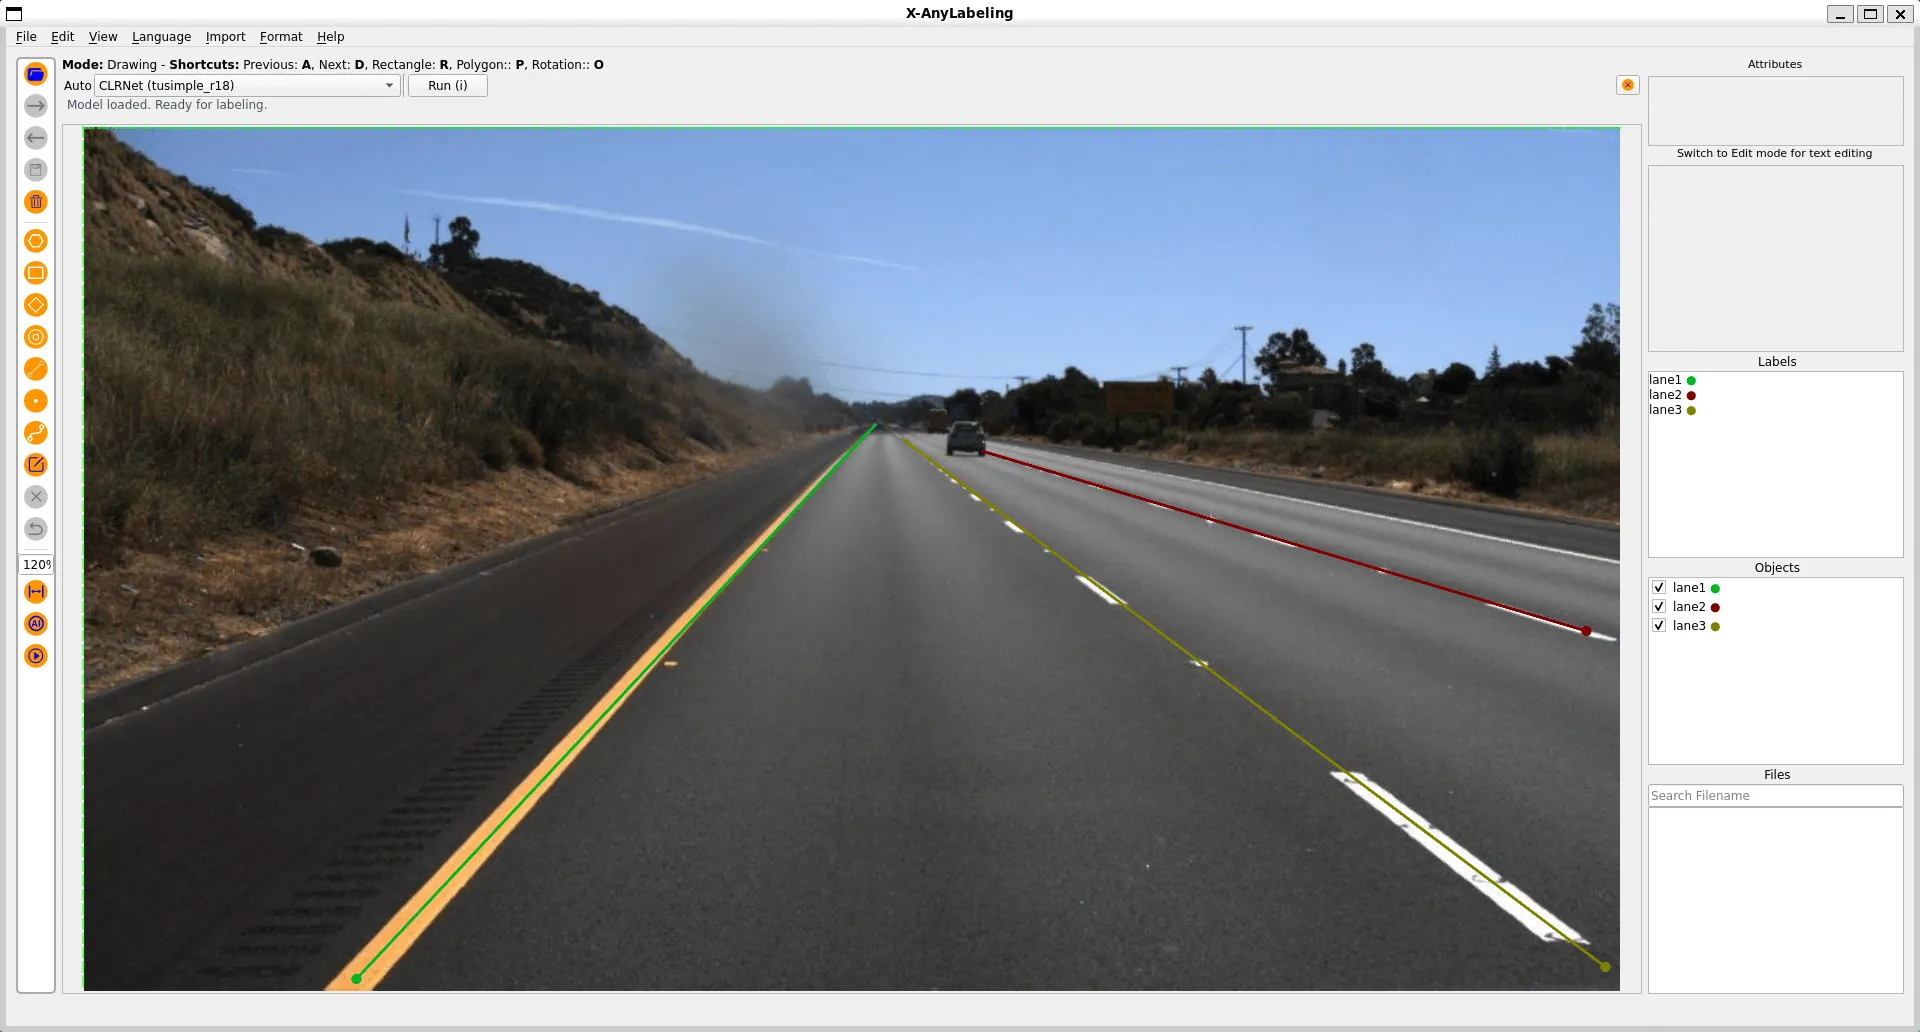 X-AnyLabeling
File Edit View Language Import Format Help
Mode: Drawing - Shortcuts: Previous: A, Next: D, Rectangle: R, Polygon:: P, Rotation:: O
Auto CLRNet (tusimple_r18) Run (i)
Model loaded. Ready for labeling.
120%
AI
Attributes
Switch to Edit mode for text editing
Labels
lane1
lane2
lane3
Objects
lane1
lane2
lane3
Files
Search Filename